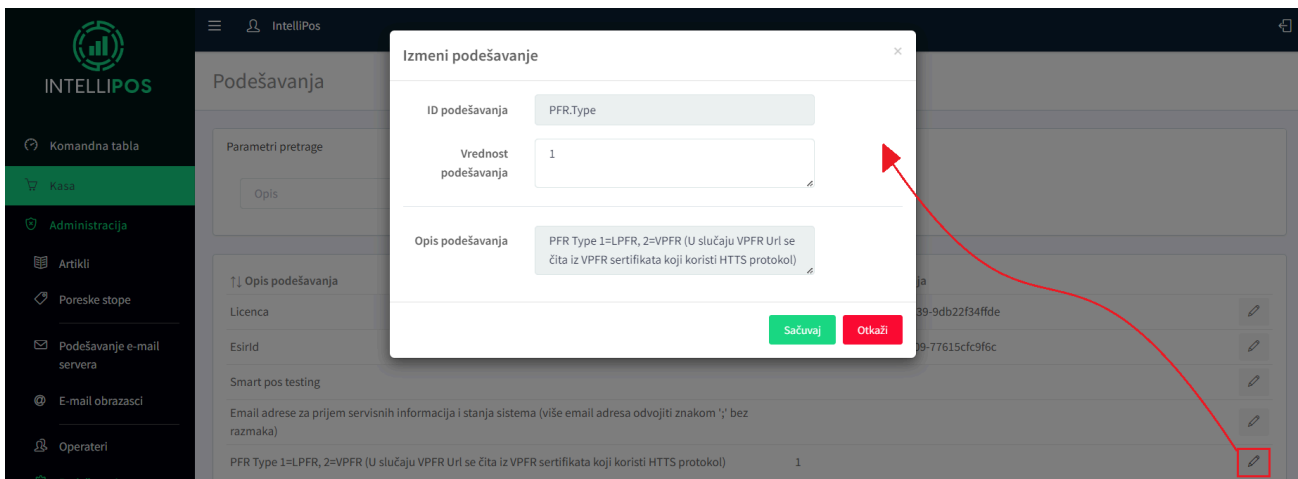 INTELLIPOS
IntelliPos
Komandna tabla
Kasa
Administracija
Artikli
Poreske stope
Podešavanje e-mail
servera
E-mail obrazasci
Operateri
Podešavanja
Parametri pretrage
Opis
Izmeni podešavanje
×
ID podešavanja
PFR.Type
Vrednost
podešavanja
1
Opis podešavanja
PFR Type 1=LPFR, 2=VPFR (U slučaju VPFR Url se
čita iz VPFR sertifikata koji koristi HTTS protokol)
Sačuvaj
Otkaži
Opis podešavanja
ja
Licenca
39-9db22f34ffde
EsirId
09-77615cfc9f6c
Smart pos testing
Email adrese za prijem servisnih informacija i stanja sistema (više email adresa odvojiti znakom ';' bez
razmaka)
PFR Type 1=LPFR, 2=VPFR (U slučaju VPFR Url se čita iz VPFR sertifikata koji koristi HTTS protokol) 1